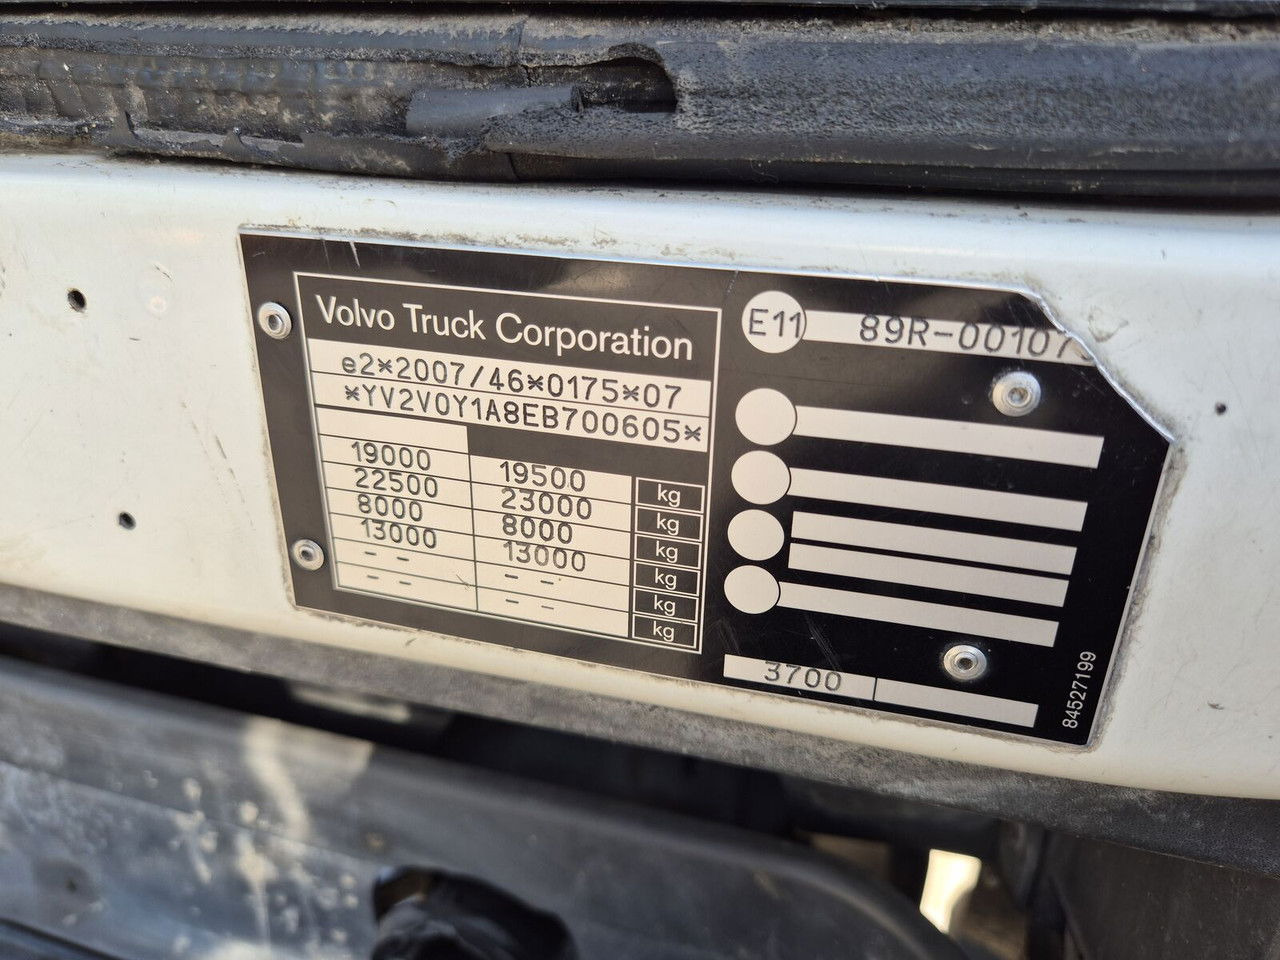 Volvo Truck Corporation
e2*2007/46*0175*07
*YV2V0Y1A8EB700605*
19000 19500 kg
22500 23000 kg
8000 8000 kg
13000 13000 kg
- - - - kg
- - - - kg
E11 89R-00107
3700
84527199